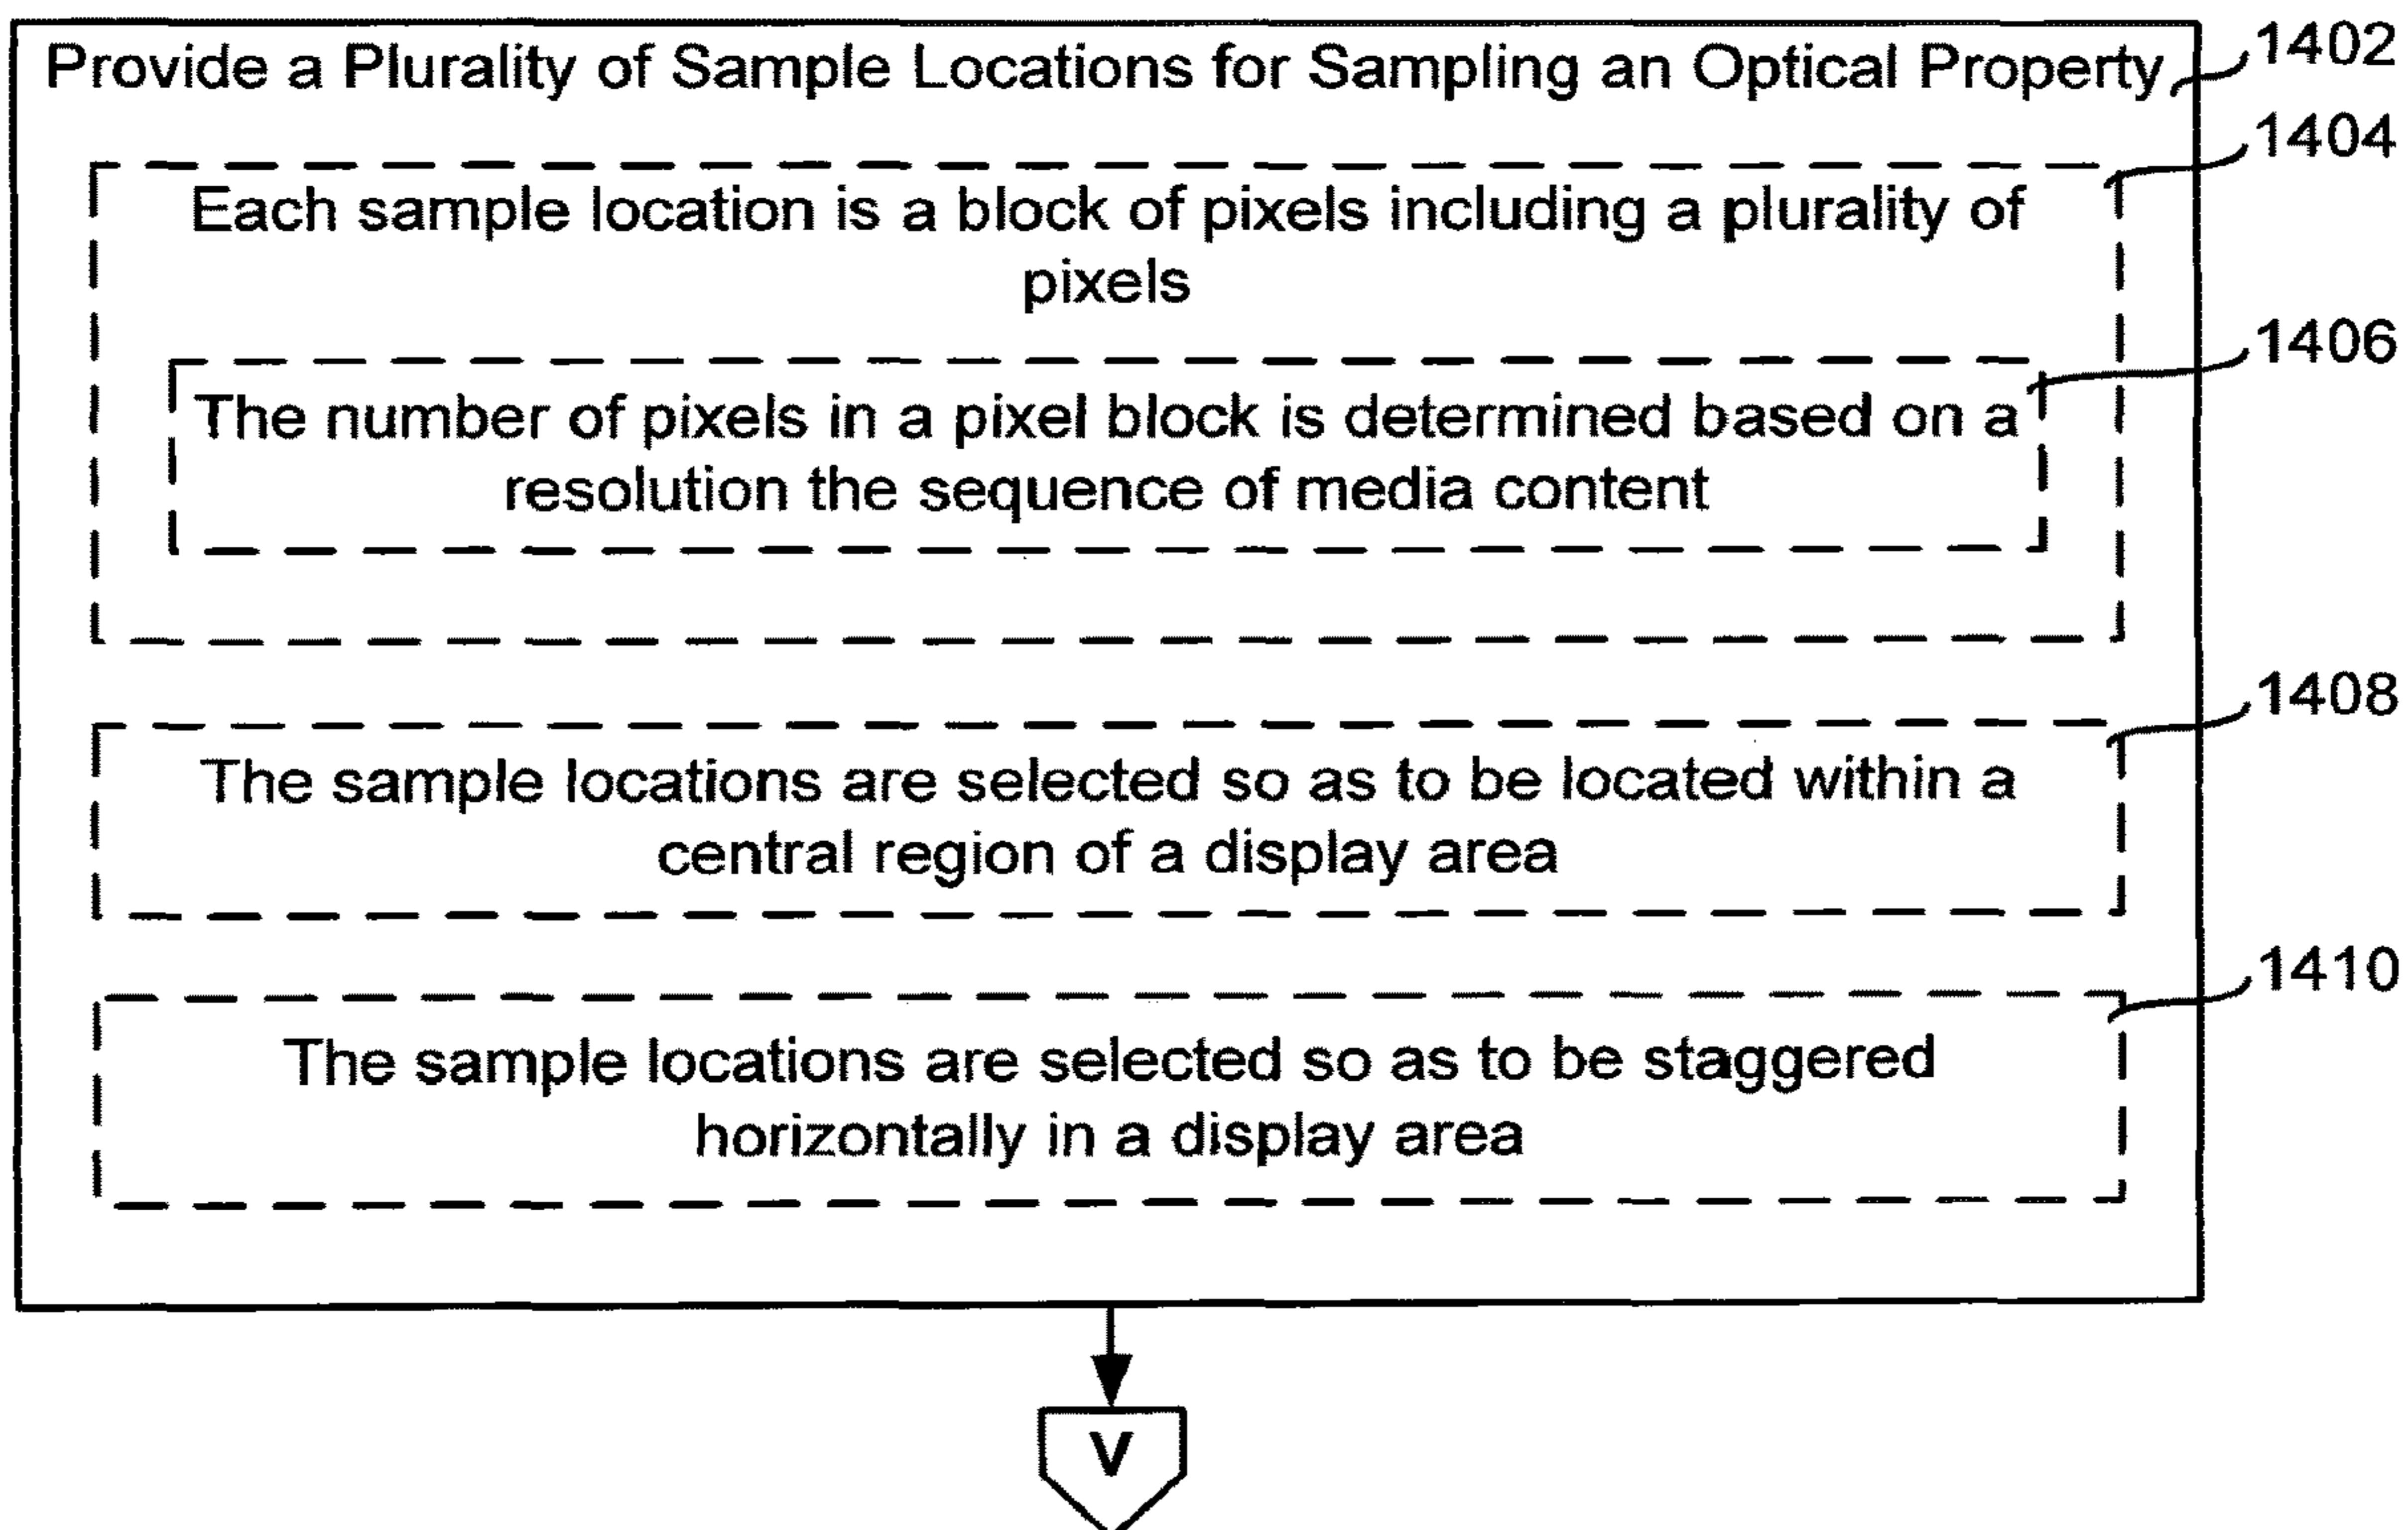 Provide a Plurality of Sample Locations for Sampling an Optical Property
1402
1404
Each sample location is a block of pixels including a plurality of
pixels
1406
The number of pixels in a pixel block is determined based on a
resolution the sequence of media content
1408
The sample locations are selected so as to be located within a
central region of a display area
1410
The sample locations are selected so as to be staggered
horizontally in a display area
V